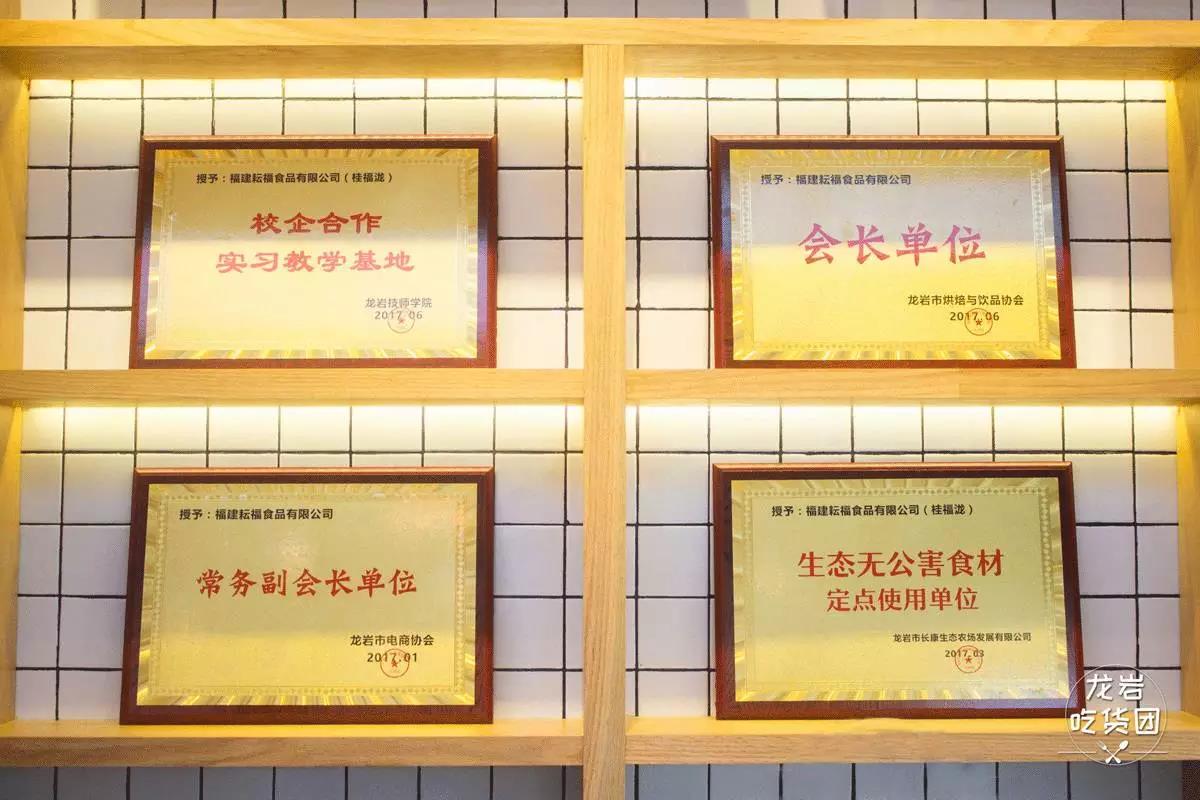 授予：福建耘福食品有限公司（桂福泷）
校企合作
实习教学基地
龙岩技师学院
2017.06
授予：福建耘福食品有限公司
会长单位
龙岩市烘焙与饮品协会
2017.06
授予：福建耘福食品有限公司
常务副会长单位
龙岩市电商协会
2017.01
授予：福建耘福食品有限公司（桂福泷）
生态无公害食材
定点使用单位
龙岩市长康生态农场发展有限公司
2017.03
龙岩
吃货团